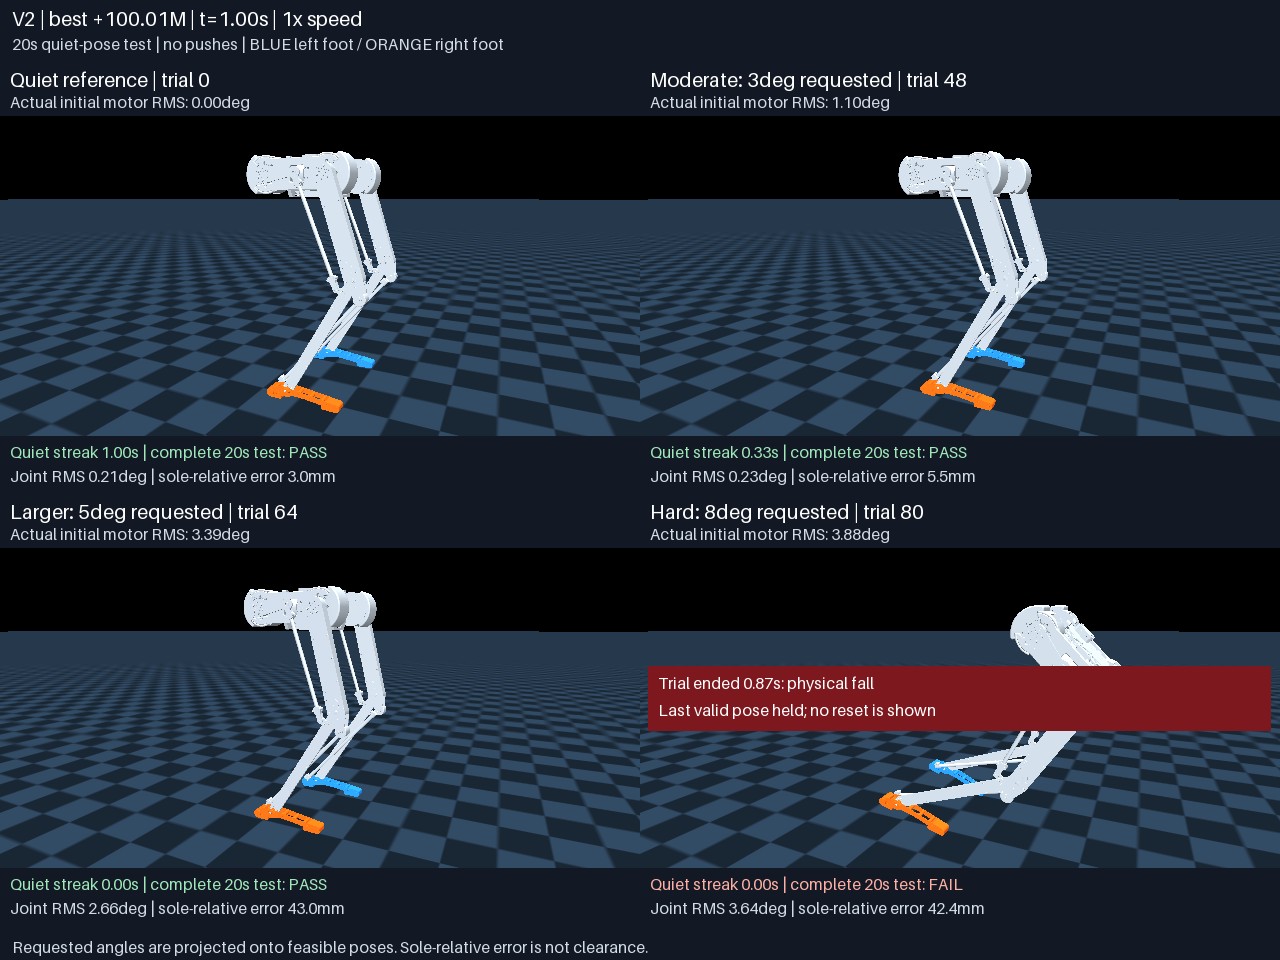 V2 | best +100.01M | t=1.00s | 1x speed
20s quiet-pose test | no pushes | BLUE left foot / ORANGE right foot
Quiet reference | trial 0
Actual initial motor RMS: 0.00deg
Moderate: 3deg requested | trial 48
Actual initial motor RMS: 1.10deg
Quiet streak 1.00s | complete 20s test: PASS
Joint RMS 0.21deg | sole-relative error 3.0mm
Quiet streak 0.33s | complete 20s test: PASS
Joint RMS 0.23deg | sole-relative error 5.5mm
Larger: 5deg requested | trial 64
Actual initial motor RMS: 3.39deg
Hard: 8deg requested | trial 80
Actual initial motor RMS: 3.88deg
Trial ended 0.87s: physical fall
Last valid pose held; no reset is shown
Quiet streak 0.00s | complete 20s test: PASS
Joint RMS 2.66deg | sole-relative error 43.0mm
Quiet streak 0.00s | complete 20s test: FAIL
Joint RMS 3.64deg | sole-relative error 42.4mm
Requested angles are projected onto feasible poses. Sole-relative error is not clearance.